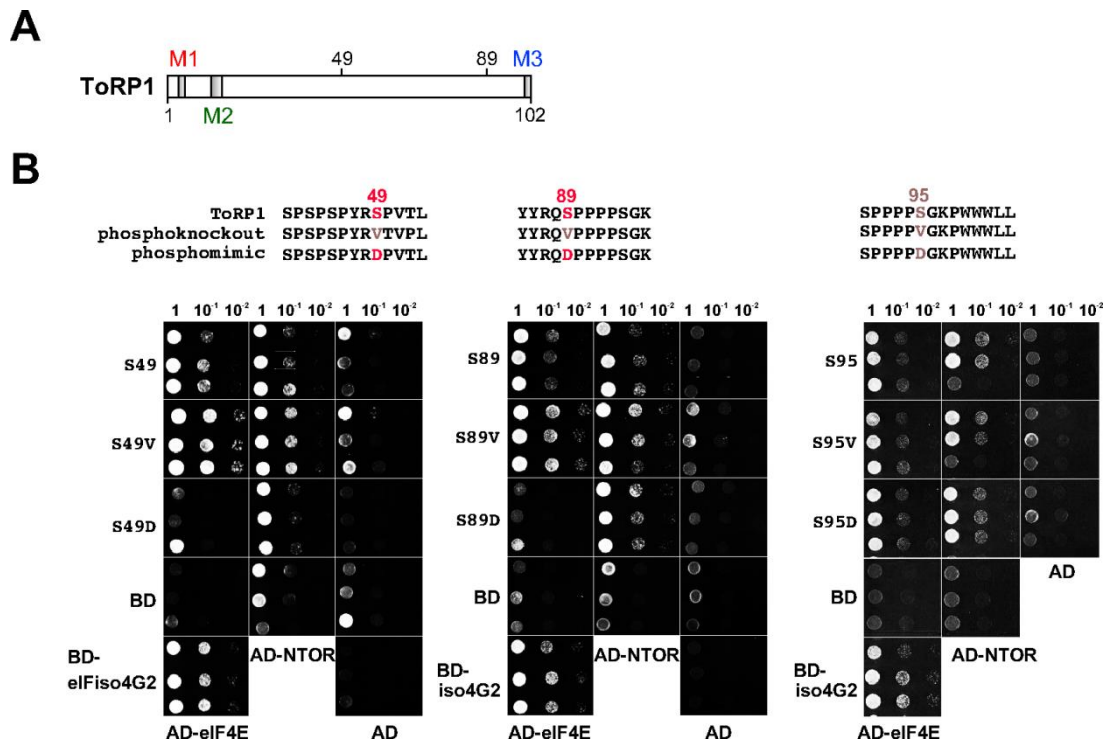 A
M1 49 89 M3
ToRP1
1 M2 102
B
49 89 95
ToRP1 SPSPSPYRSPVTL YYRQSPPPPSGK SPPPPSGKPWWWLL
phosphoknockout SPSPSPYRVTVPL YYRQVPPPPSGK SPPPPVGKPWWWLL
phosphomimic SPSPSPYRDPVTL YYRQDPPPPSGK SPPPPDGKPWWWLL
1 10⁻¹ 10⁻² 1 10⁻¹ 10⁻² 1 10⁻¹ 10⁻² 1 10⁻¹ 10⁻² 1 10⁻¹ 10⁻² 1 10⁻¹ 10⁻² 1 10⁻¹ 10⁻² 1 10⁻¹ 10⁻² 1 10⁻¹ 10⁻²
S49 S89 S95
S49V S89V S95V
S49D S89D S95D
AD
BD BD BD
AD-NTOR AD-NTOR AD-NTOR
BD-
eIFiso4G2
BD-
iso4G2
BD-
iso4G2
AD-eIF4E AD AD-eIF4E AD AD-eIF4E